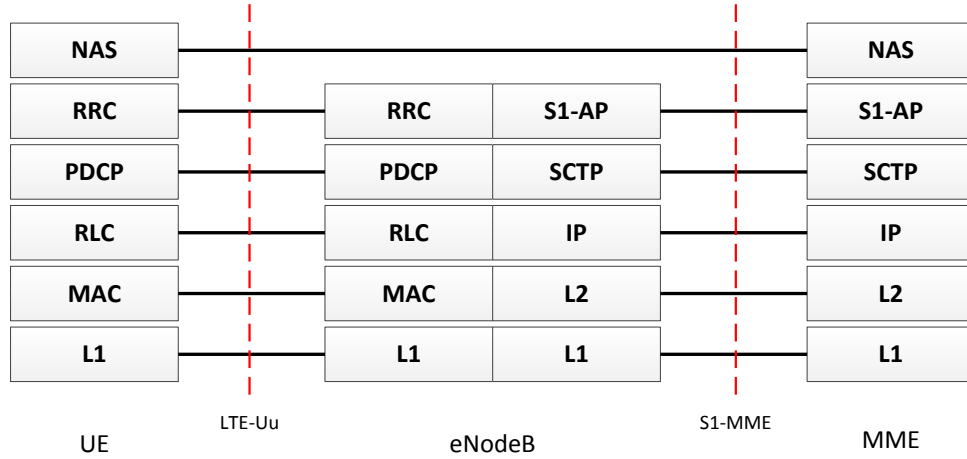 NAS NAS
RRC RRC S1-AP S1-AP
PDCP PDCP SCTP SCTP
RLC RLC IP IP
MAC MAC L2 L2
L1 L1 L1 L1
LTE-Uu S1-MME
UE eNodeB MME